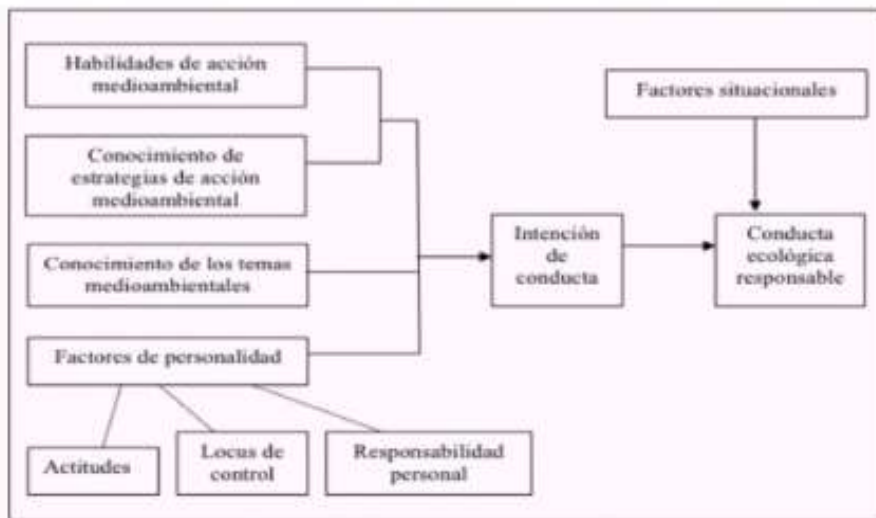 Habilidades de acción
medioambiental
Factores situacionales
Conocimiento de
estrategias de acción
medioambiental
Intención
de
conducta
Conducta
ecológica
responsable
Conocimiento de los temas
medioambientales
Factores de personalidad
Actitudes
Locus de
control
Responsabilidad
personal